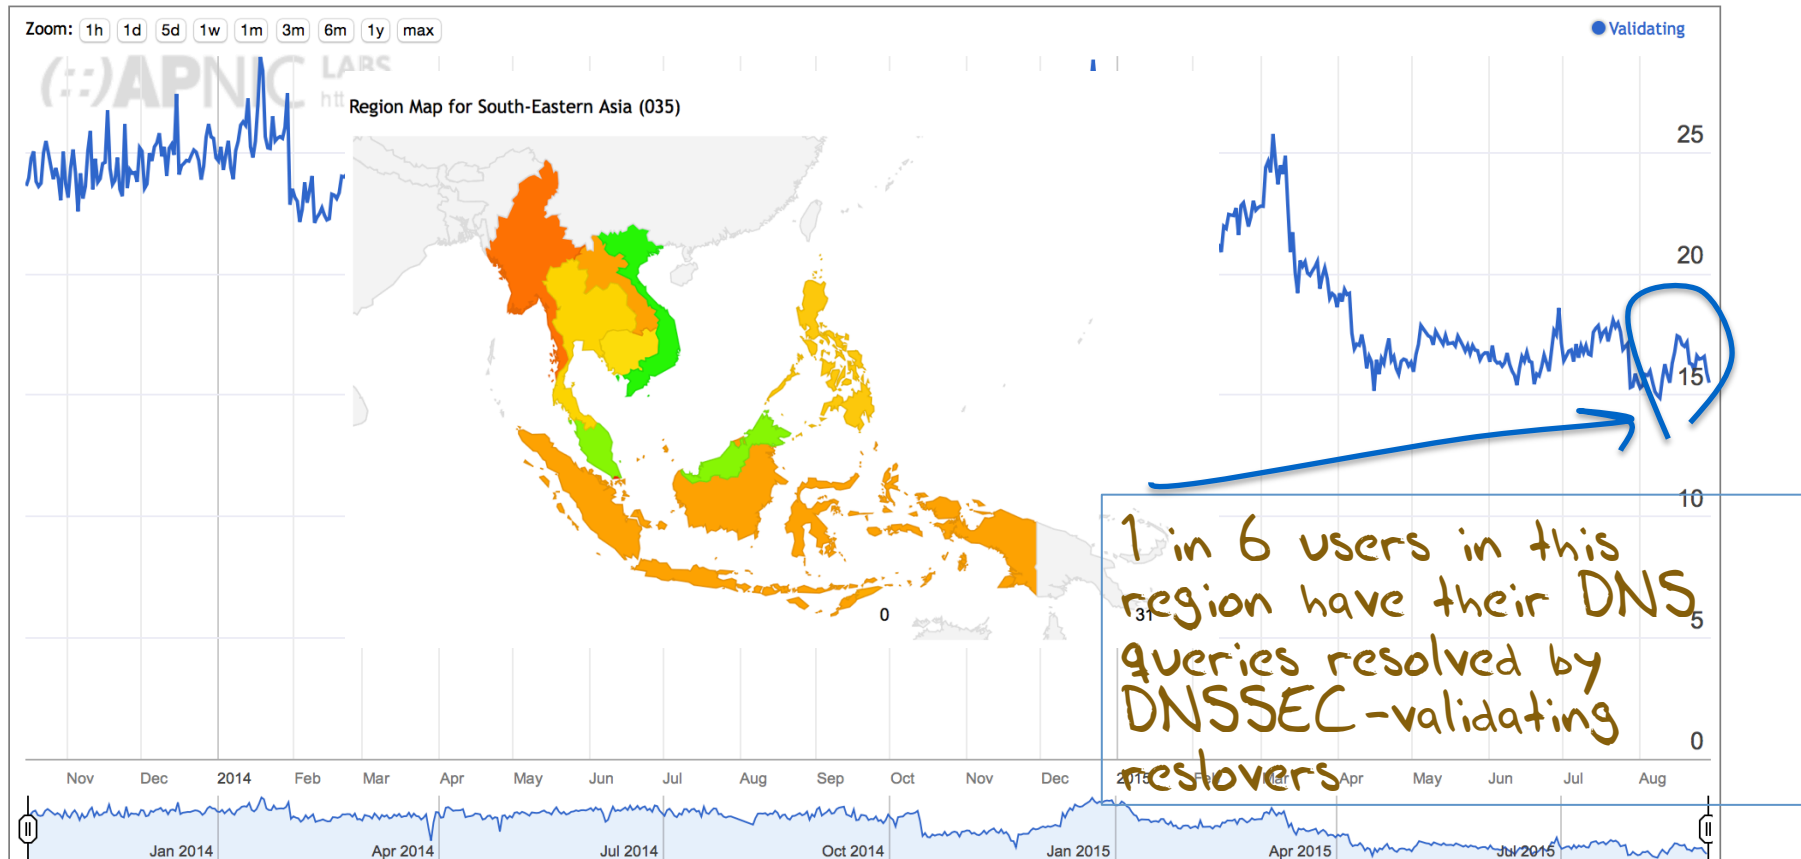 Zoom: 1h 1d 5d 1w 1m 3m 6m 1y max
Validating
(::)APNIC LABS
htt
Region Map for South-Eastern Asia (035)
25
20
15
10
5
0
0
31
1 in 6 users in this
region have their DNS
queries resolved by
DNSSEC-validating
reslovers
Nov Dec 2014 Feb Mar Apr May Jun Jul Aug Sep Oct Nov Dec 2015 Feb Mar Apr May Jun Jul Aug
Jan 2014 Apr 2014 Jul 2014 Oct 2014 Jan 2015 Apr 2015 Jul 2015